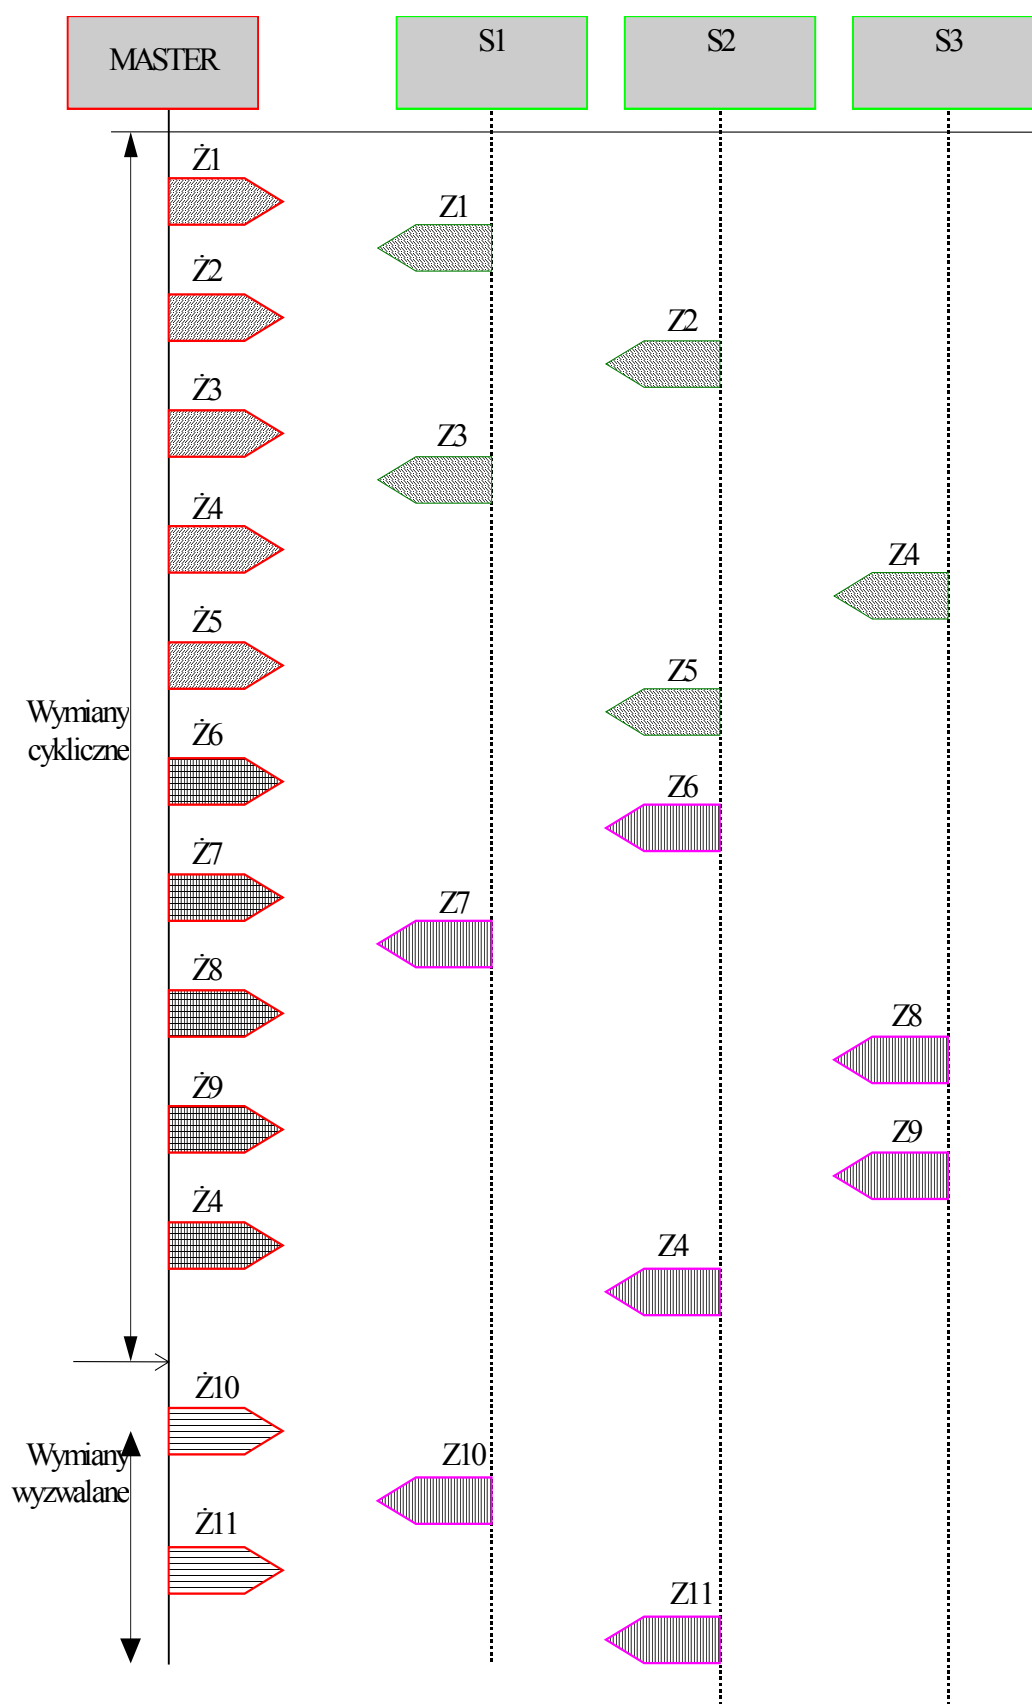 MASTER
S1
S2
S3
Ż1
Z1
Ż2
Z2
Ż3
Z3
Ż4
Z4
Ż5
Z5
Wymiany
cykliczne
Ż6
Z6
Ż7
Z7
Ż8
Z8
Ż9
Z9
Ż4
Z4
Ż10
Wymiany
wyzwalane
Z10
Ż11
Z11